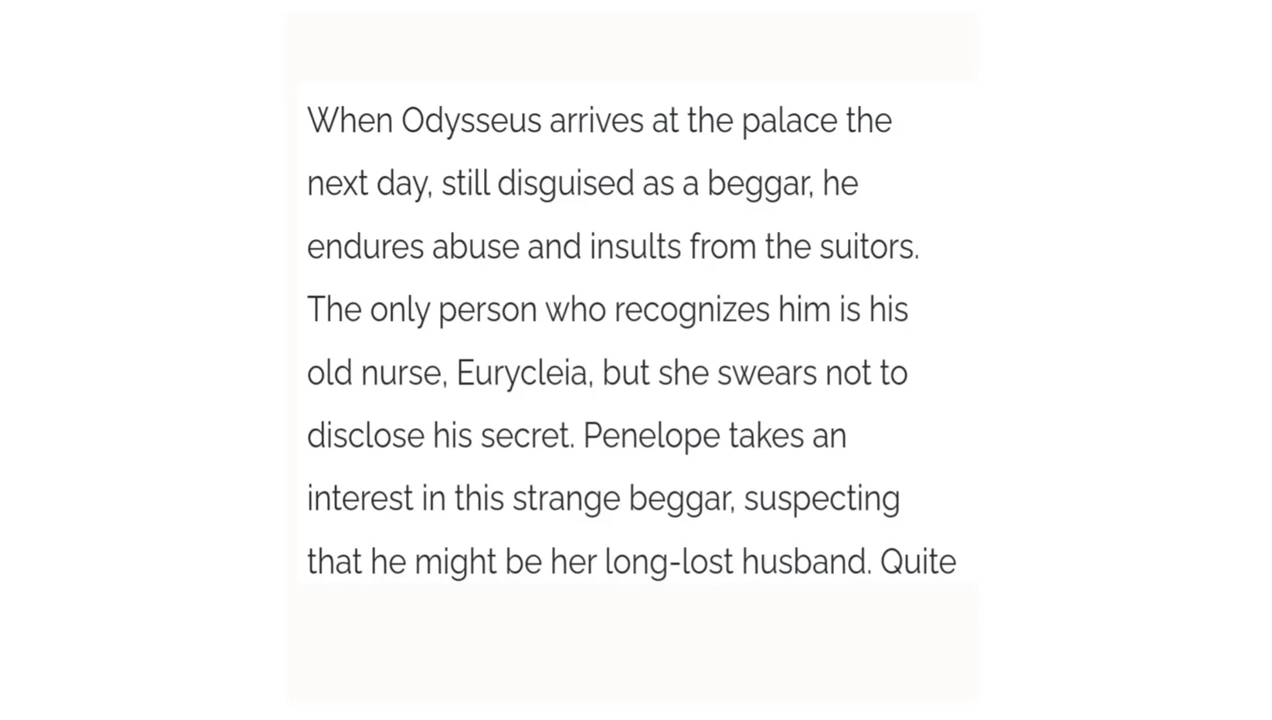 When Odysseus arrives at the palace the
next day, still disguised as a beggar, he
endures abuse and insults from the suitors.
The only person who recognizes him is his
old nurse, Eurycleia, but she swears not to
disclose his secret. Penelope takes an
interest in this strange beggar, suspecting
that he might be her long-lost husband. Quite